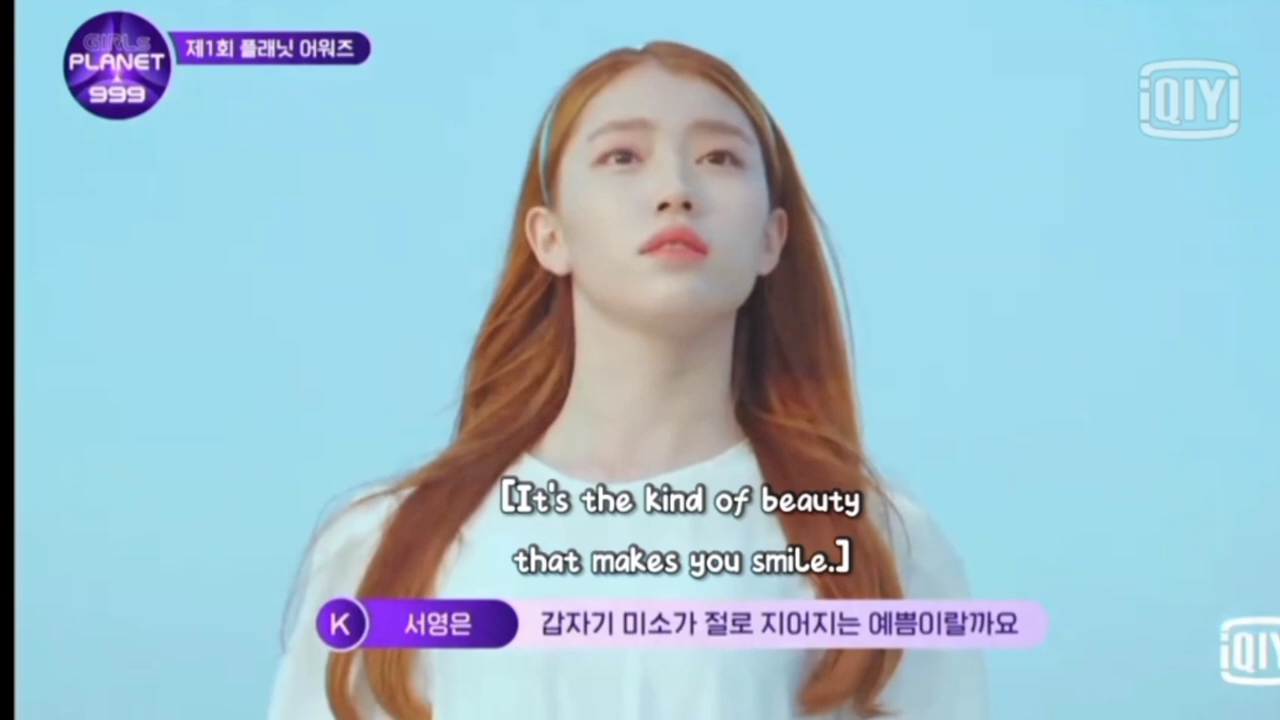 GIRLS
PLANET
999
제1회 플래닛 어워즈
iQIYI
[It's the kind of beauty
that makes you smile.]
K 서영은 갑자기 미소가 절로 지어지는 예쁨이랄까요
iQIY